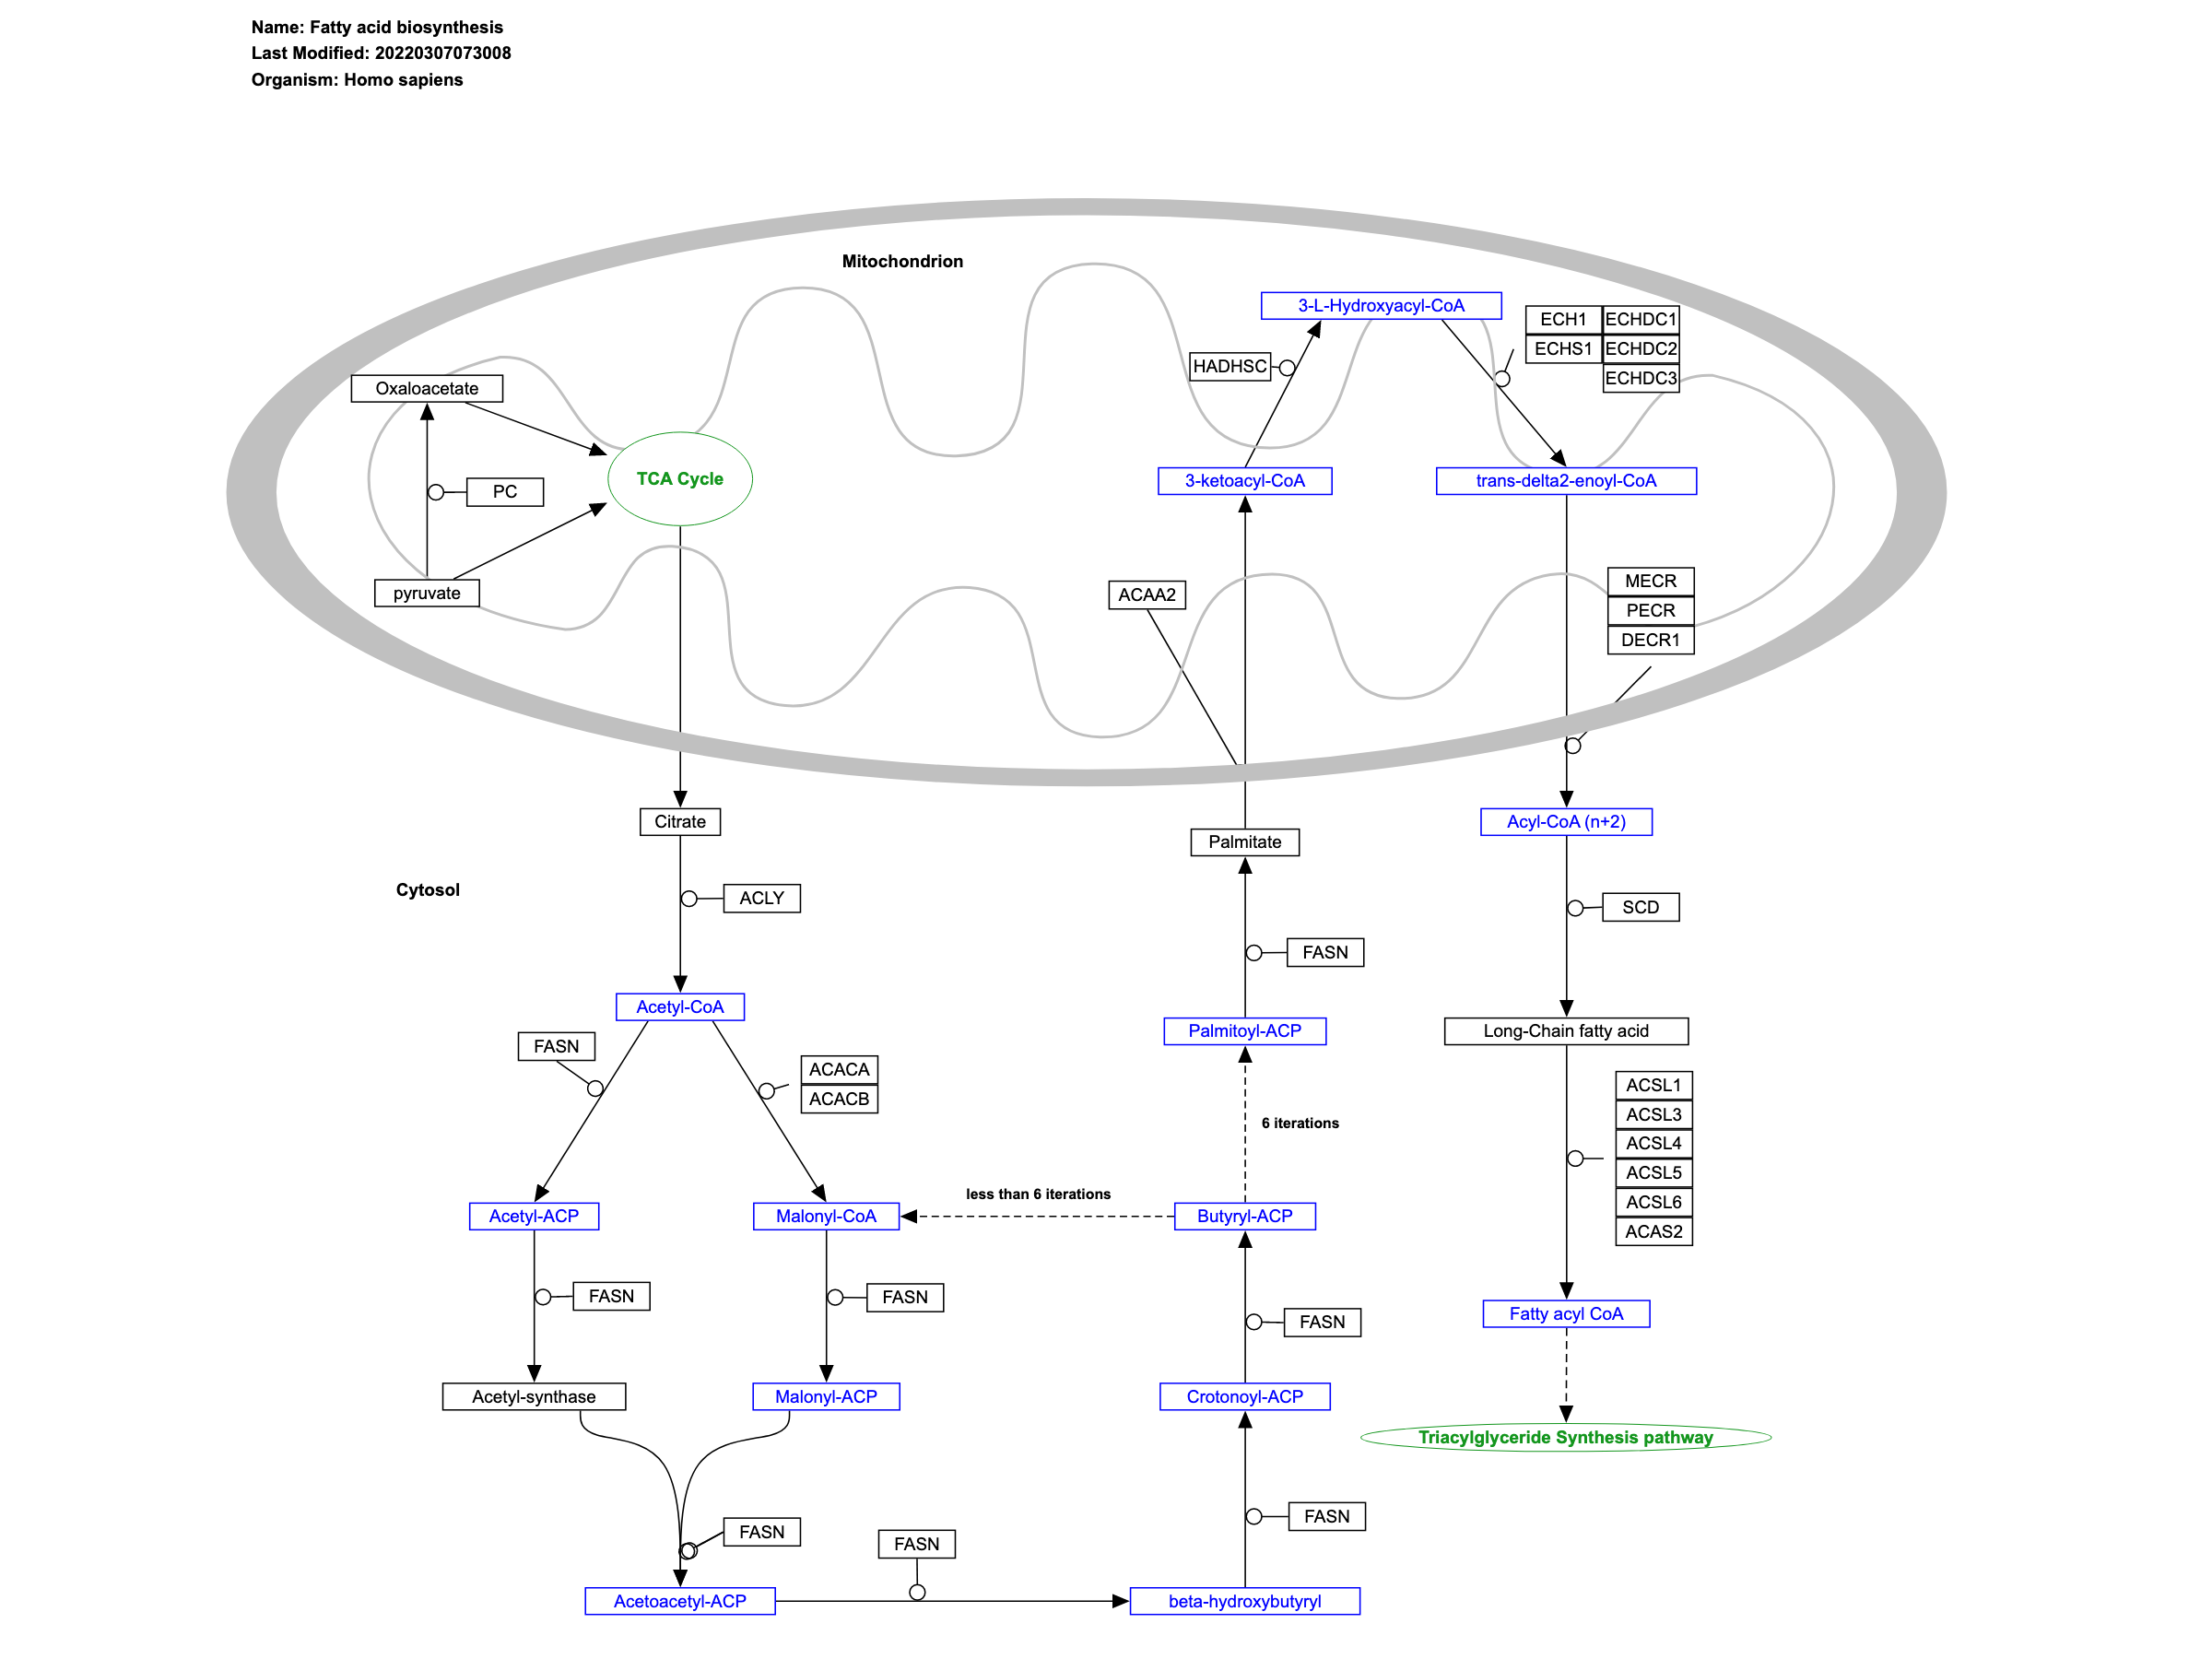 Name: Fatty acid biosynthesis
Last Modified: 20220307073008
Organism: Homo sapiens
Mitochondrion
3-L-Hydroxyacyl-CoA
ECH1
ECHDC1
ECHS1
ECHDC2
ECHDC3
HADHSC
Oxaloacetate
TCA Cycle
PC
3-ketoacyl-CoA
trans-delta2-enoyl-CoA
pyruvate
ACAA2
MECR
PECR
DECR1
Citrate
Palmitate
Acyl-CoA (n+2)
Cytosol
ACLY
SCD
FASN
Acetyl-CoA
Palmitoyl-ACP
Long-Chain fatty acid
FASN
ACACA
ACACB
6 iterations
ACSL1
ACSL3
ACSL4
ACSL5
ACSL6
ACAS2
less than 6 iterations
Acetyl-ACP
Malonyl-CoA
Butyryl-ACP
FASN
FASN
FASN
Fatty acyl CoA
Acetyl-synthase
Malonyl-ACP
Crotonoyl-ACP
Triacylglyceride Synthesis pathway
FASN
FASN
FASN
Acetoacetyl-ACP
beta-hydroxybutyryl